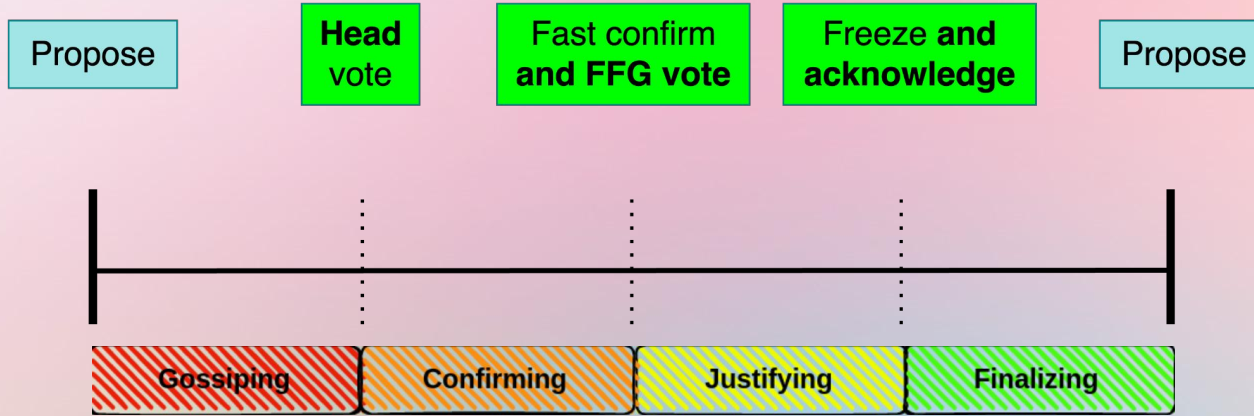 Propose
Head
vote
Fast confirm
and FFG vote
Freeze and
acknowledge
Propose
Gossiping
Confirming
Justifying
Finalizing